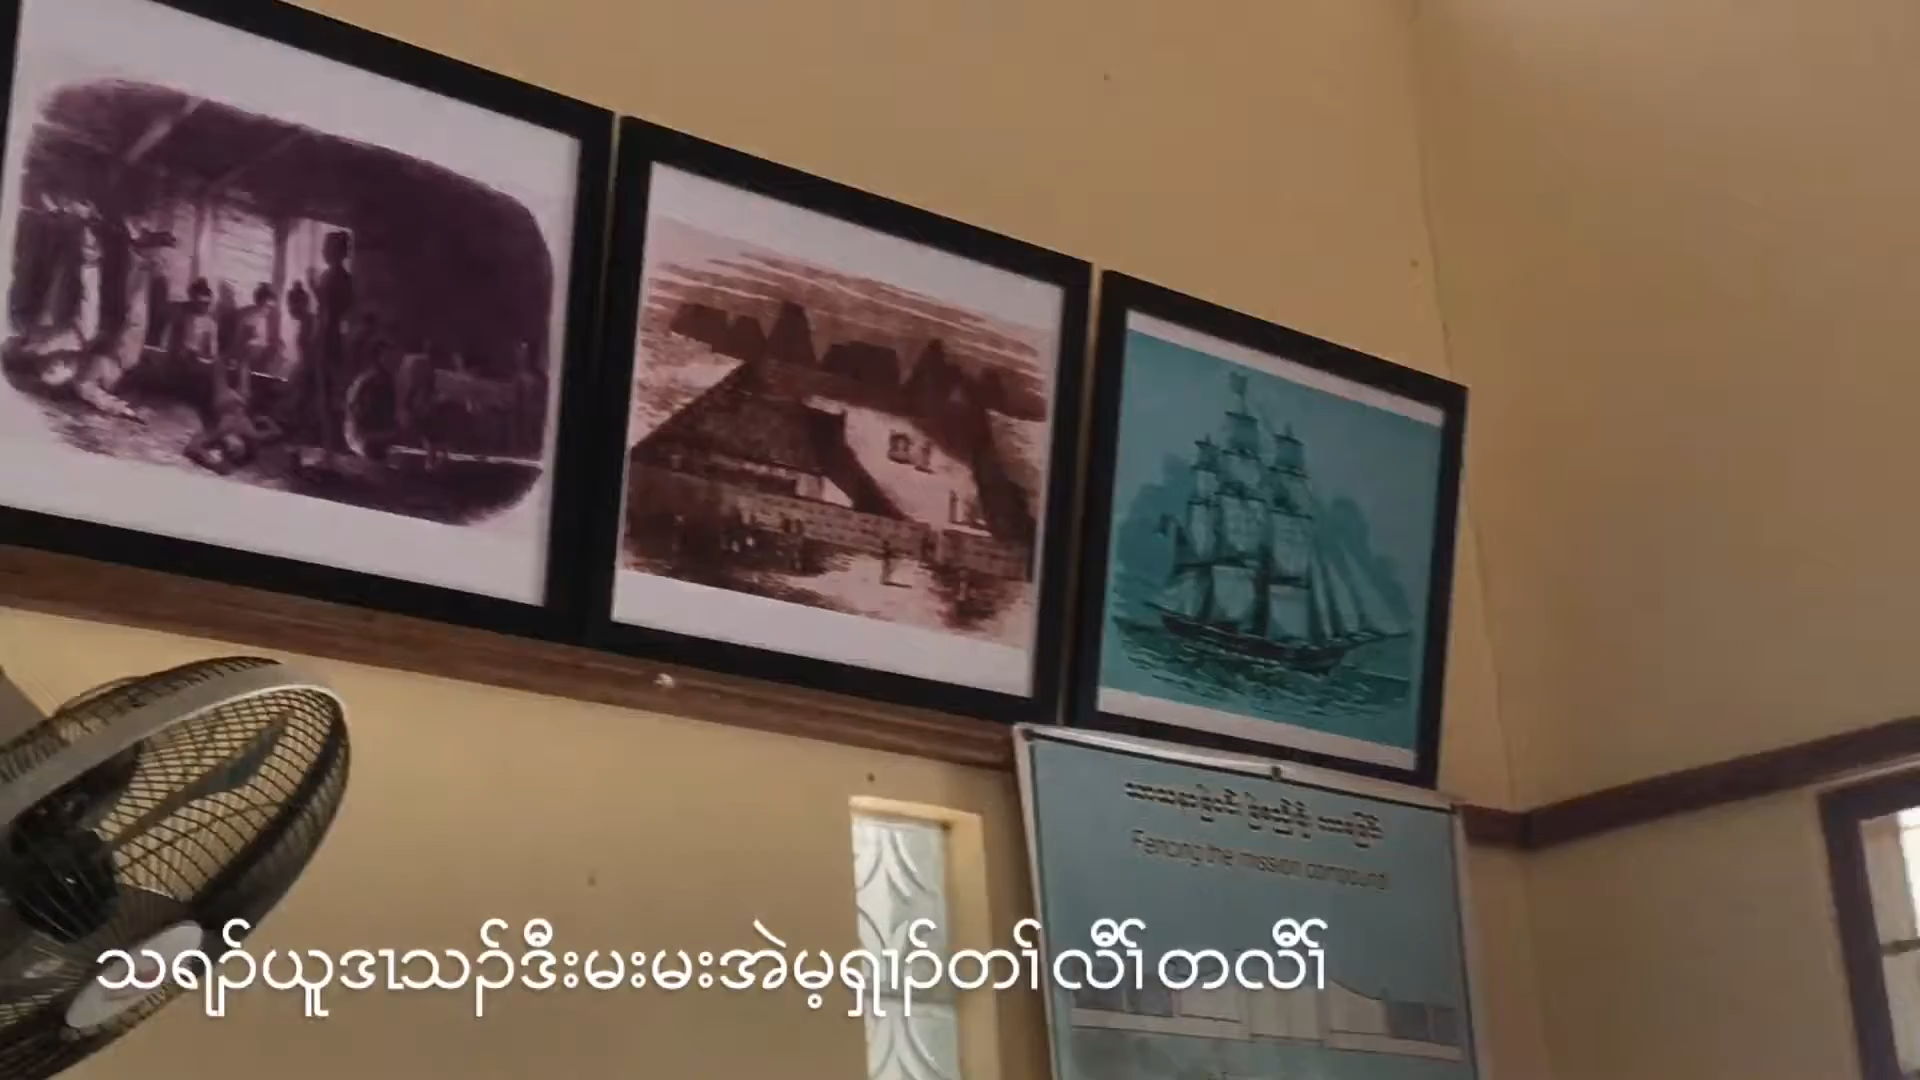 Fencing the mission compound
သရၣ်ယူဒၤသၣ်ဒီးမးမးအဲမ့ရှၢၣ်တၢ်လီၢ်တလီၢ်